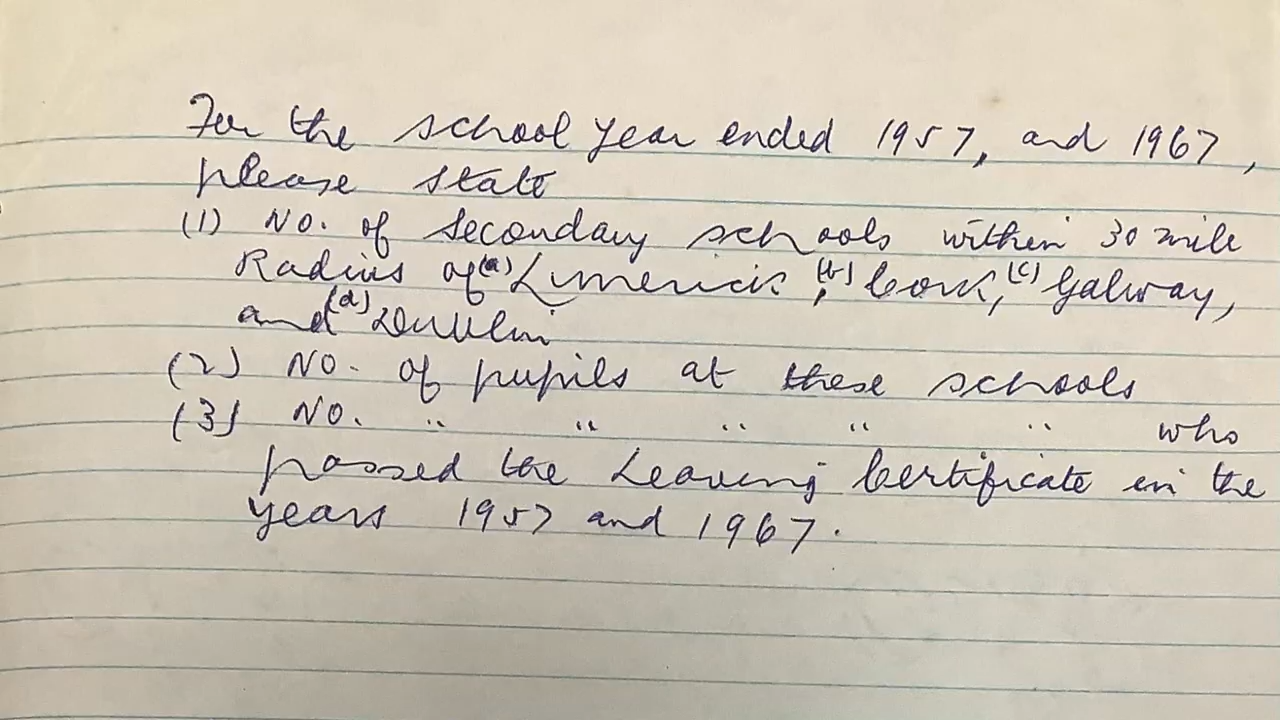 For the school year ended 1957, and 1967,
please state
(1) NO. of secondary schools within 30 mile
Radius of (a) Limerick, (b) Cork, (c) Galway,
and (d) Dublin
(2) NO. of pupils at these schools
(3) NO. " " " " " who
passed the Leaving Certificate in the
years 1957 and 1967.